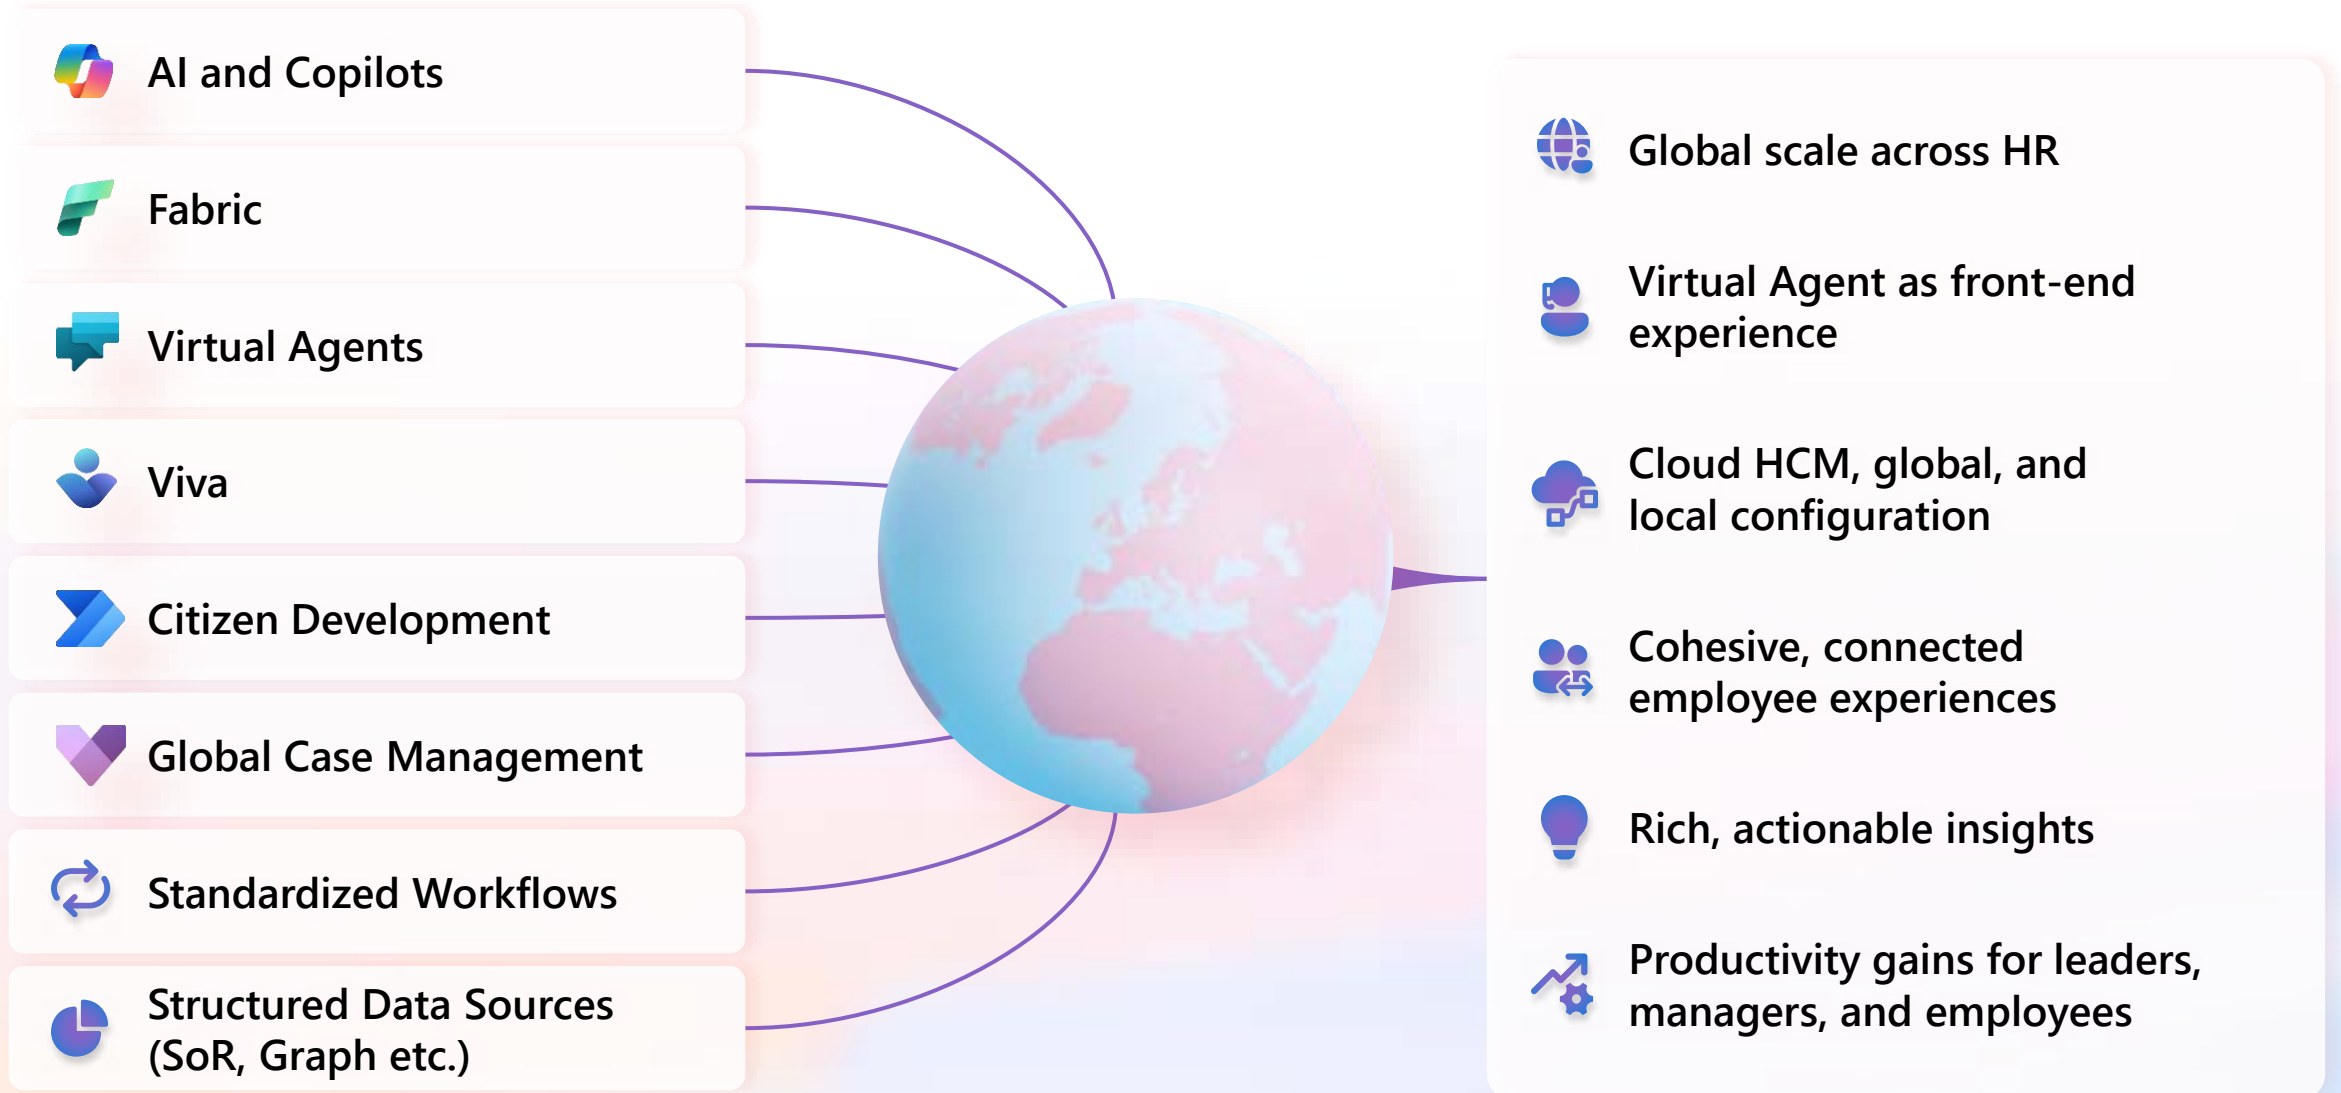 AI and Copilots
Fabric
Virtual Agents
Viva
Citizen Development
Global Case Management
Standardized Workflows
Structured Data Sources
(SoR, Graph etc.)
Global scale across HR
Virtual Agent as front-end
experience
Cloud HCM, global, and
local configuration
Cohesive, connected
employee experiences
Rich, actionable insights
Productivity gains for leaders,
managers, and employees